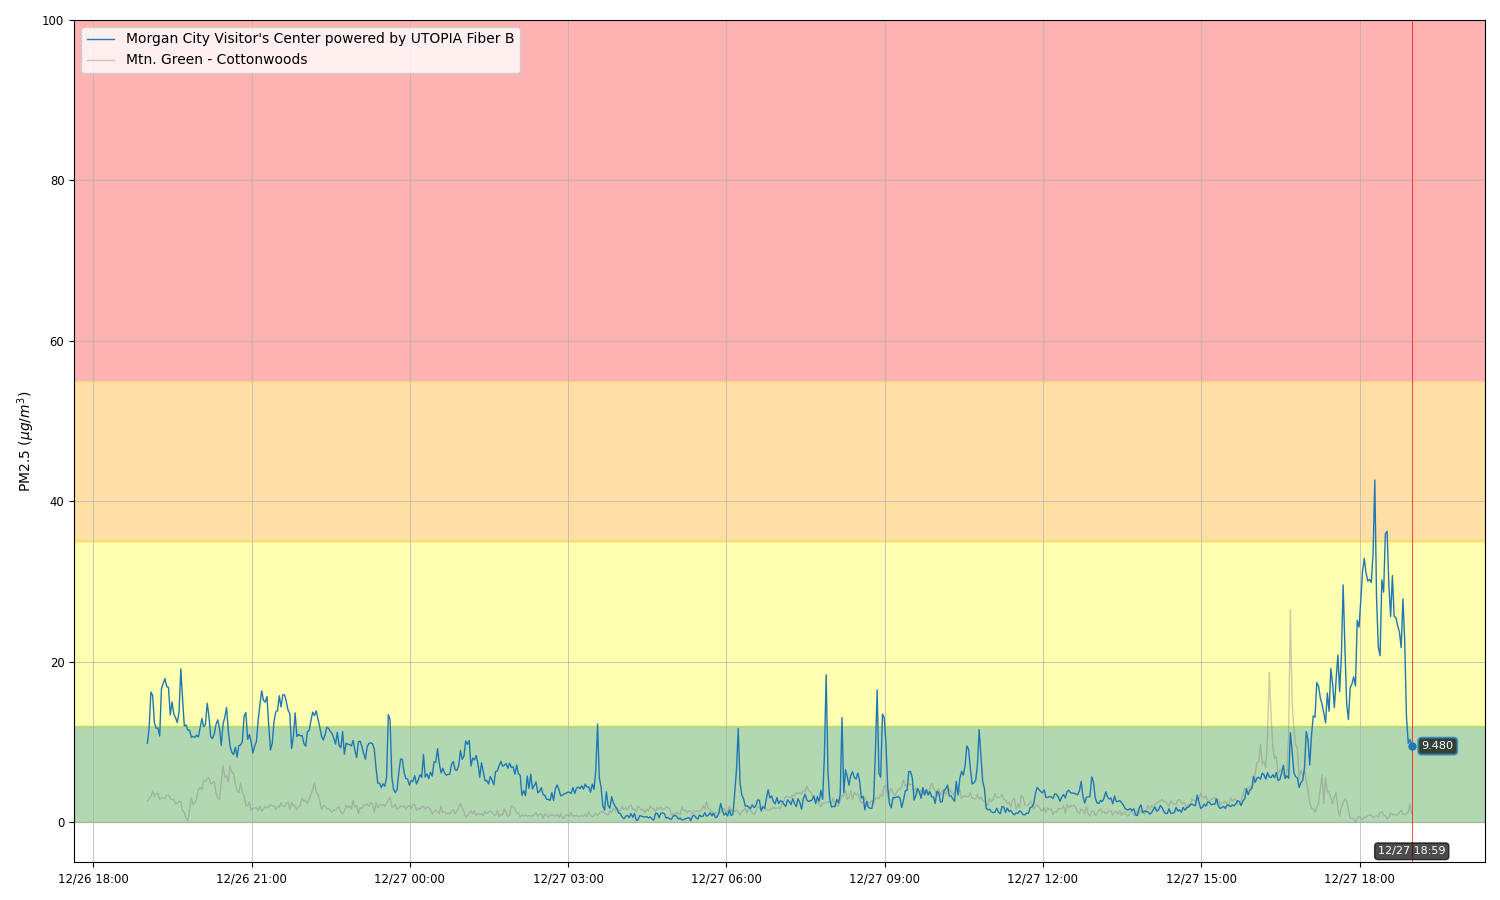 100
Morgan City Visitor's Center powered by UTOPIA Fiber B
Mtn. Green - Cottonwoods
80
60
PM2.5 (μg/m³)
40
20
9.480
0
12/27 18:59
12/26 18:00 12/26 21:00 12/27 00:00 12/27 03:00 12/27 06:00 12/27 09:00 12/27 12:00 12/27 15:00 12/27 18:00